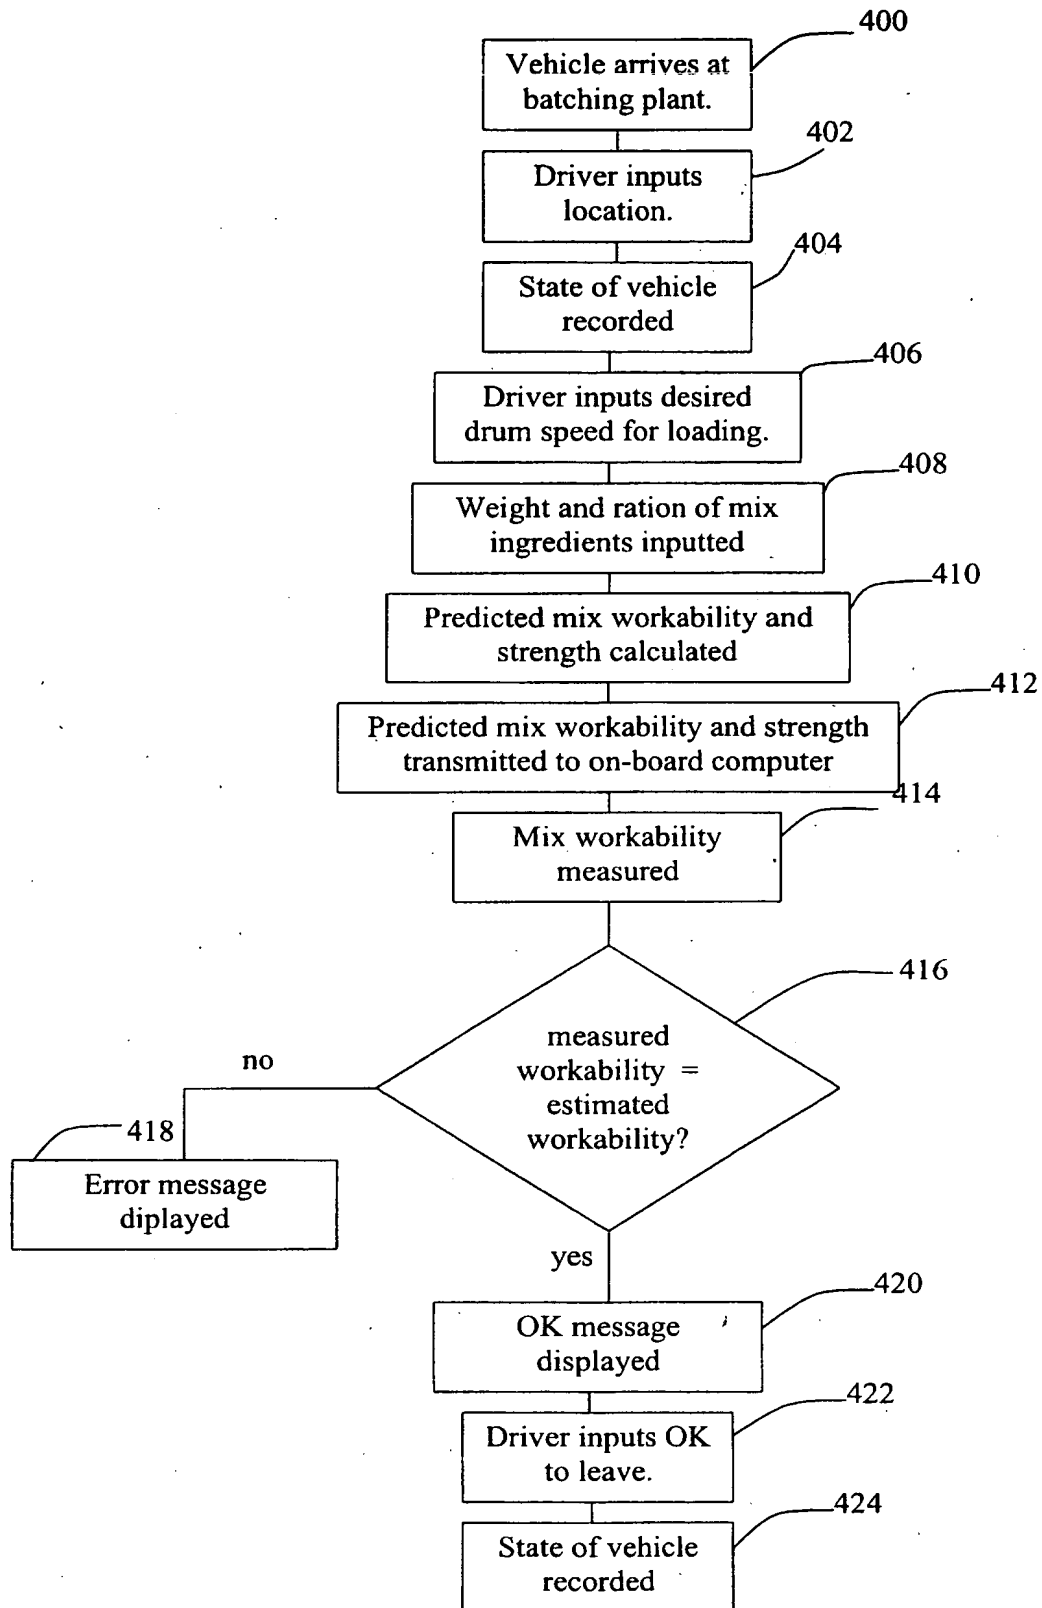 400
Vehicle arrives at
batching plant.
402
Driver inputs
location.
404
State of vehicle
recorded
406
Driver inputs desired
drum speed for loading.
408
Weight and ration of mix
ingredients inputted
410
Predicted mix workability and
strength calculated
412
Predicted mix workability and strength
transmitted to on-board computer
414
Mix workability
measured
416
measured
workability =
estimated
workability?
no
418
Error message
diplayed
yes
420
OK message
displayed
422
Driver inputs OK
to leave.
424
State of vehicle
recorded